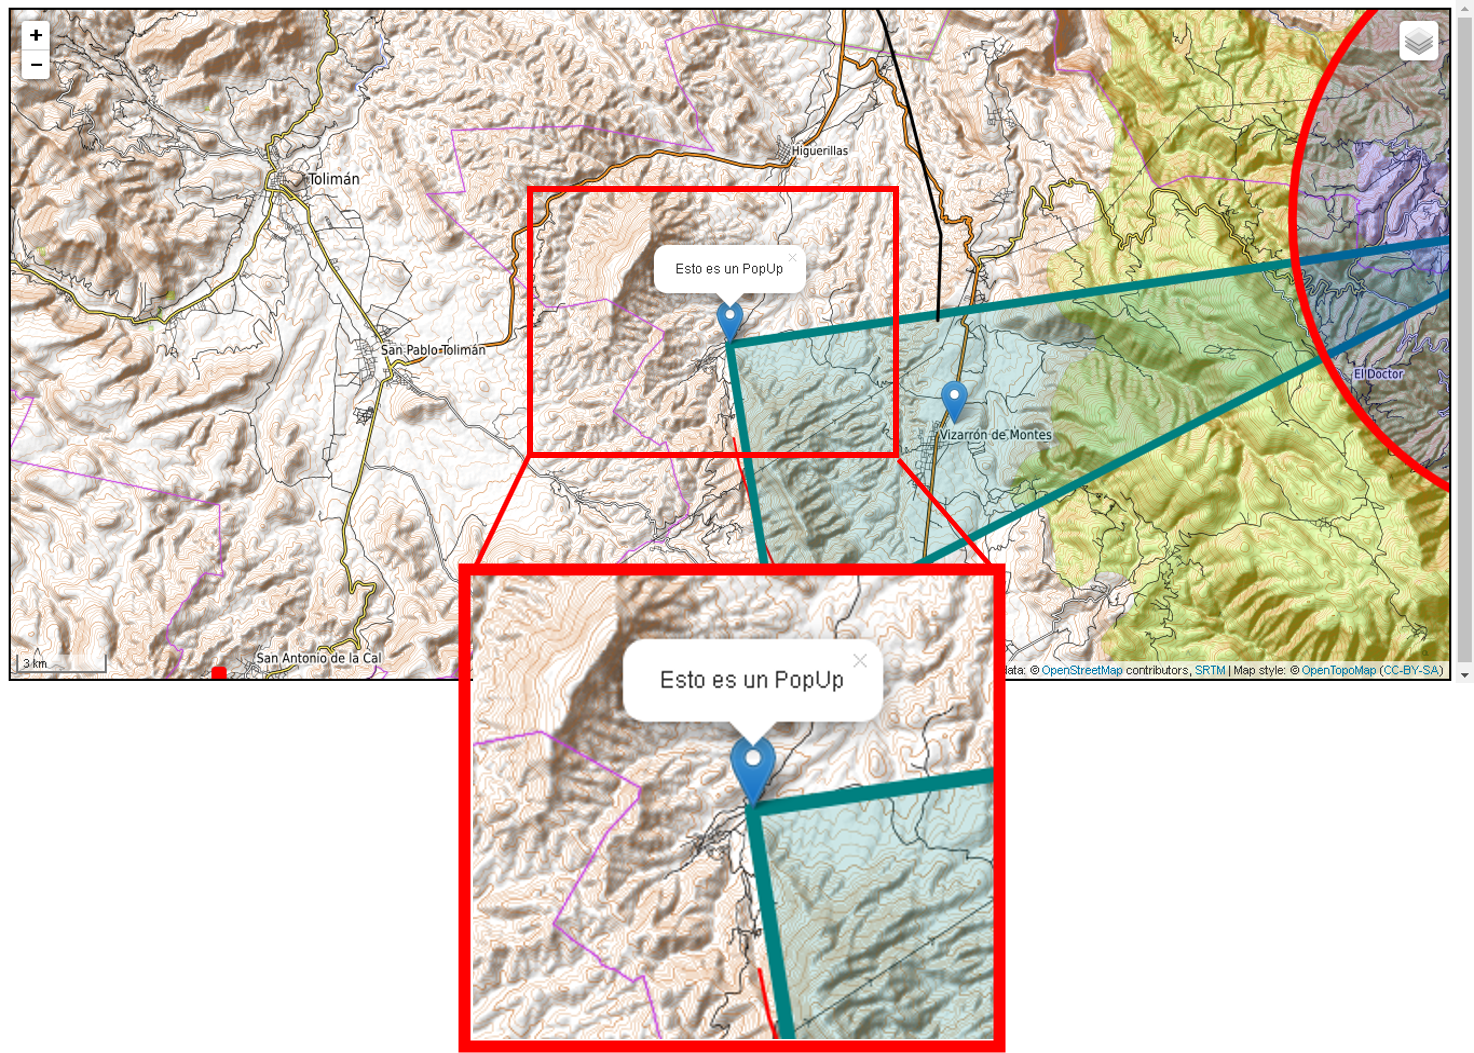 +
−
Higuerillas
Tolimán
Esto es un PopUp ×
San Pablo Tolimán
El Doctor
Vizarrón de Montes
San Antonio de la Cal
3 km
data: © OpenStreetMap contributors, SRTM | Map style: © OpenTopoMap (CC-BY-SA)
Esto es un PopUp ×